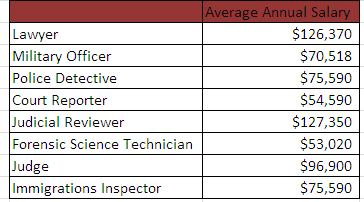 Average Annual Salary
Lawyer $126,370
Military Officer $70,518
Police Detective $75,590
Court Reporter $54,590
Judicial Reviewer $127,350
Forensic Science Technician $53,020
Judge $96,900
Immigrations Inspector $75,590